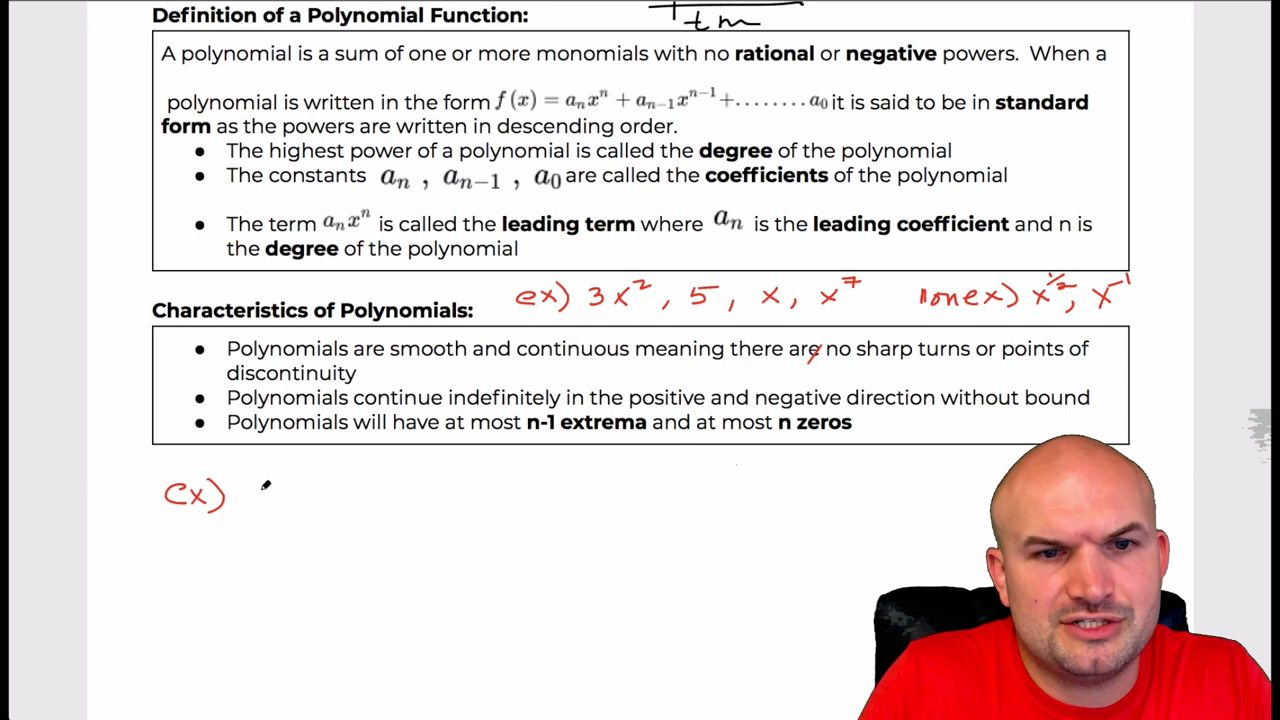 t m
Definition of a Polynomial Function:
A polynomial is a sum of one or more monomials with no rational or negative powers. When a
polynomial is written in the form f(x) = aₙxⁿ + aₙ₋₁xⁿ⁻¹ + ........ a₀ it is said to be in standard
form as the powers are written in descending order.
● The highest power of a polynomial is called the degree of the polynomial
● The constants aₙ , aₙ₋₁ , a₀ are called the coefficients of the polynomial
● The term aₙxⁿ is called the leading term where aₙ is the leading coefficient and n is
the degree of the polynomial
ex) 3x², 5, x, x⁷ nonex) x^1/2, x⁻¹
Characteristics of Polynomials:
● Polynomials are smooth and continuous meaning there are no sharp turns or points of
discontinuity
● Polynomials continue indefinitely in the positive and negative direction without bound
● Polynomials will have at most n-1 extrema and at most n zeros
ex)